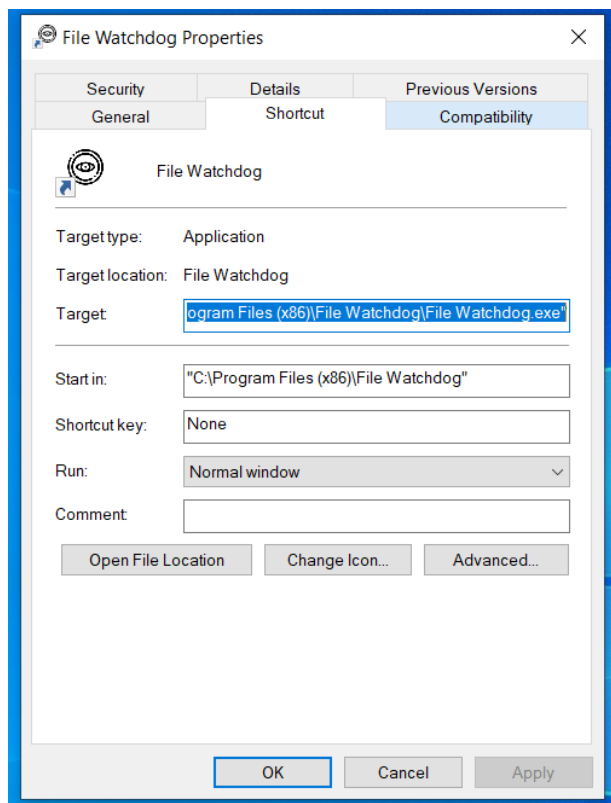 File Watchdog Properties
Security Details Previous Versions
General Shortcut Compatibility
File Watchdog
Target type: Application
Target location: File Watchdog
Target: ogram Files (x86)\File Watchdog\File Watchdog.exe"
Start in: "C:\Program Files (x86)\File Watchdog"
Shortcut key: None
Run: Normal window
Comment:
Open File Location Change Icon... Advanced...
OK Cancel Apply